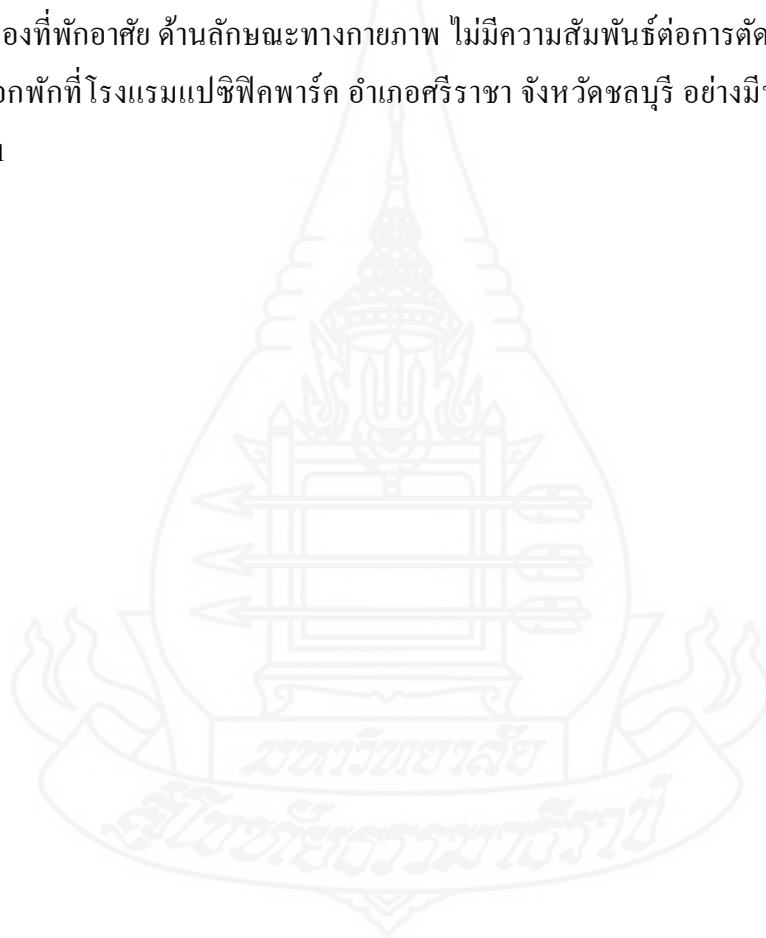 องที่พักอาศัย ด้านลักษณะทางกายภาพ ไม่มีความสัมพันธ์ต่อการตัด
อกพักที่โรงแรมแปซิฟิคพาร์ค อำเภอศรีราชา จังหวัดชลบุรี อย่างมี
มหาวิทยาลัย
สุโขทัยธรรมาธิราช